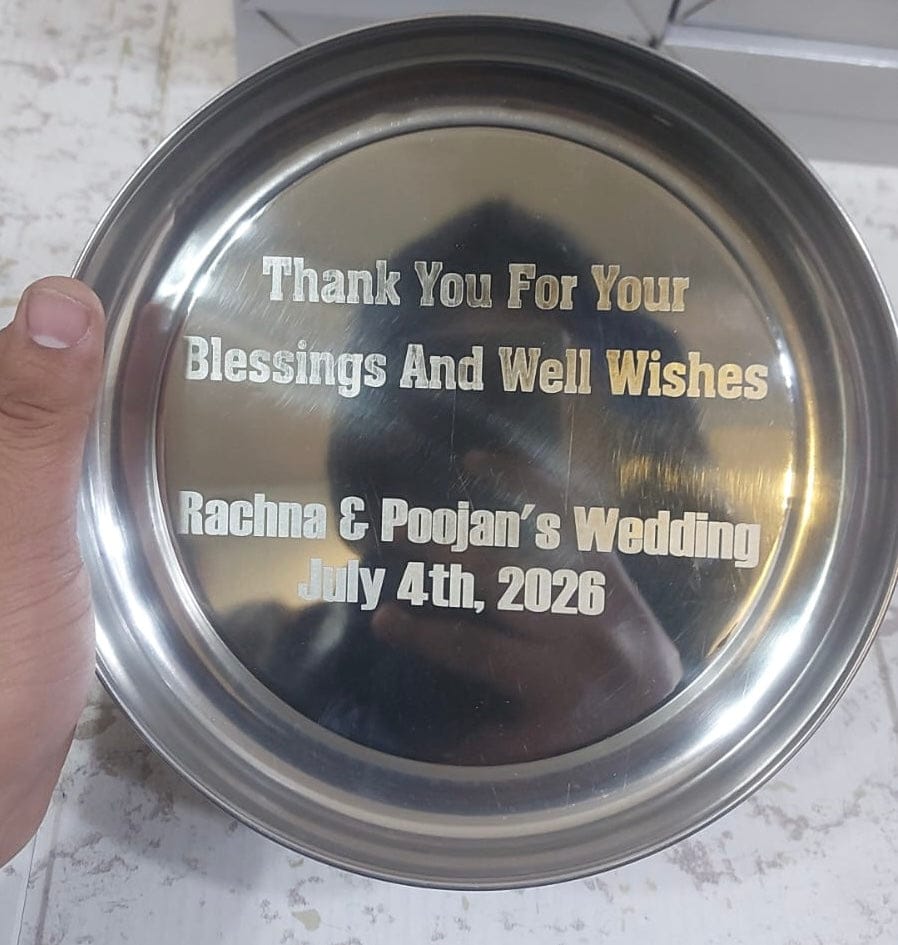 Thank You For Your
Blessings And Well Wishes
Rachna & Poojan's Wedding
July 4th, 2026